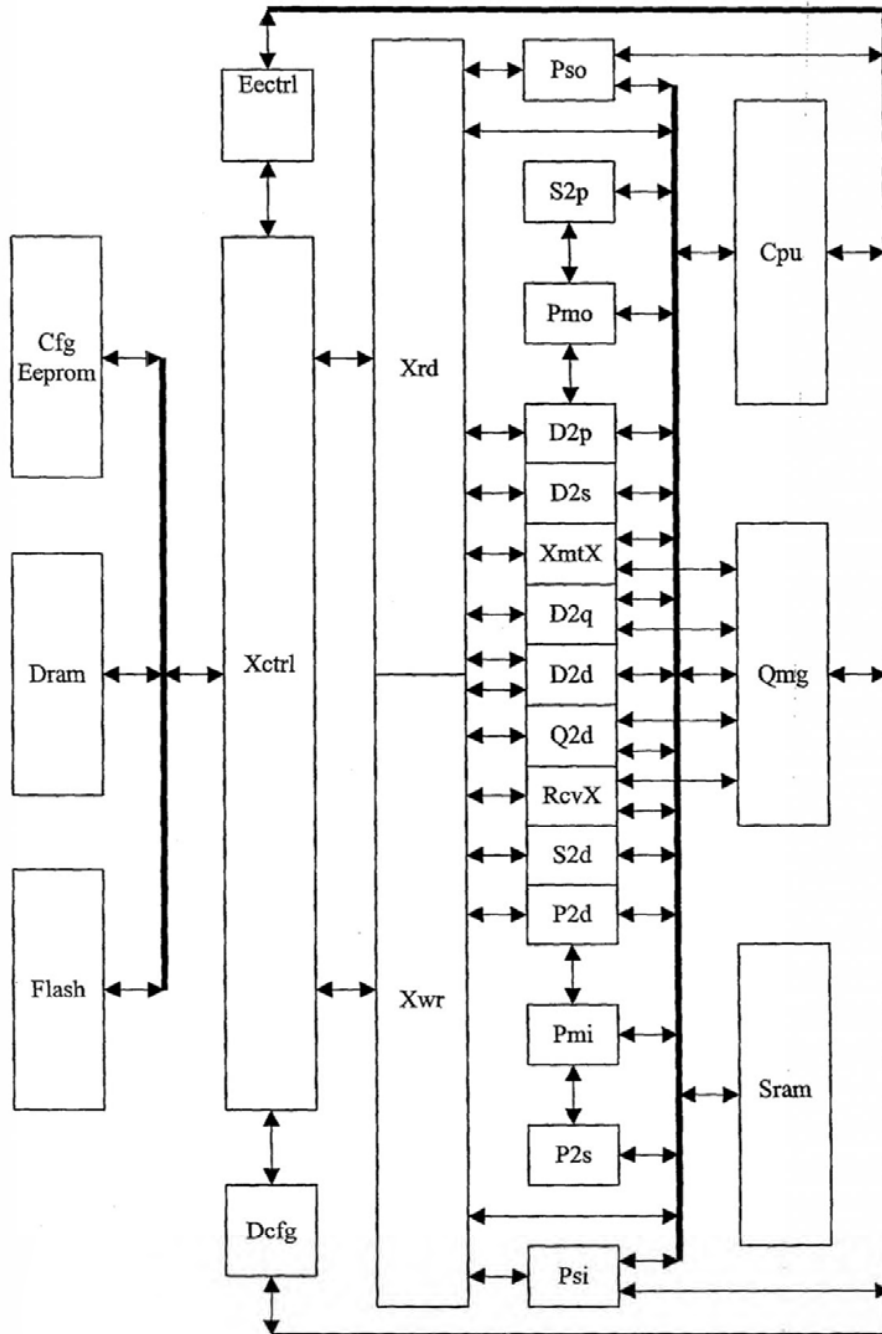 Eectrl
Pso
S2p
Cpu
Cfg
Eeprom
Pmo
Xrd
D2p
D2s
XmtX
D2q
Dram
Xctrl
D2d
Qmg
Q2d
RcvX
S2d
P2d
Flash
Xwr
Pmi
Sram
P2s
Dcfg
Psi